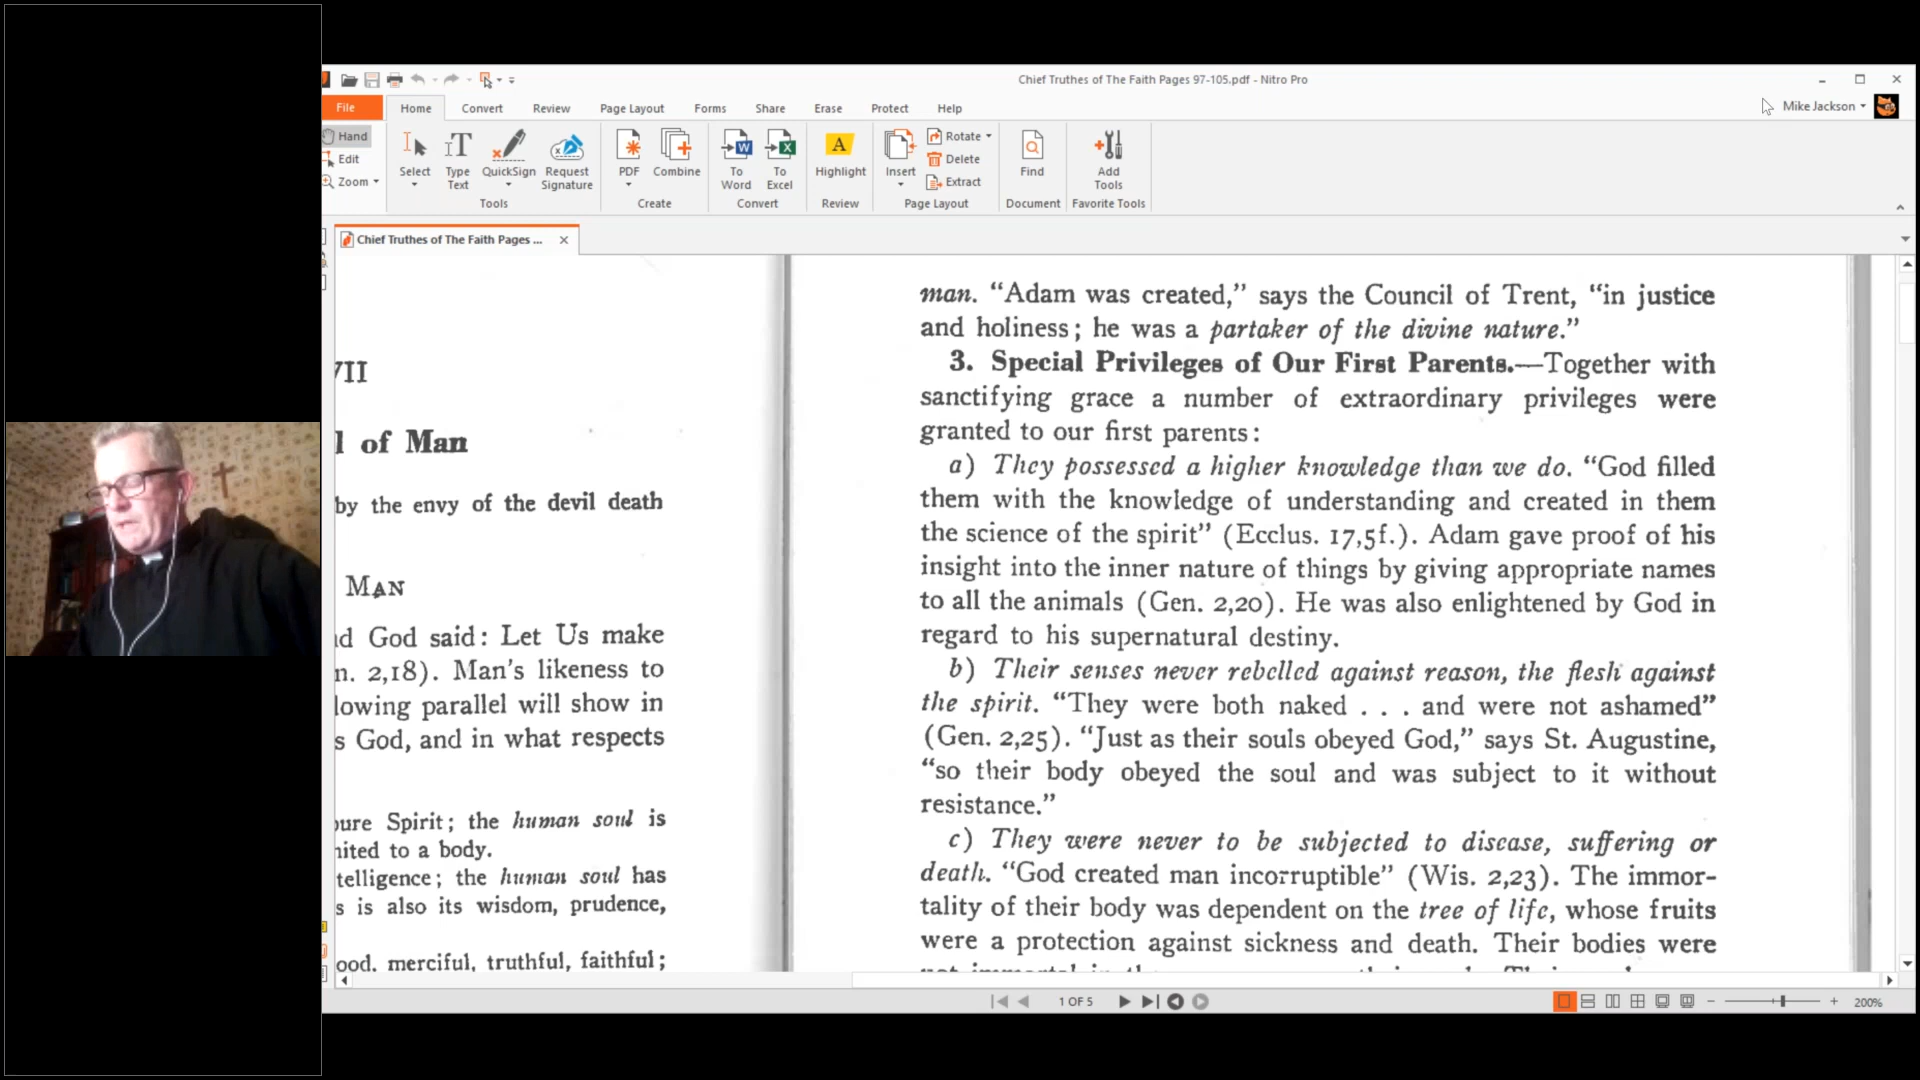 Chief Truthes of The Faith Pages 97-105.pdf - Nitro Pro
File Home Convert Review Page Layout Forms Share Erase Protect Help
Mike Jackson
Hand
Edit
Zoom
Select
Type Text
QuickSign
Request Signature
Tools
PDF
Combine
Create
To Word
To Excel
Convert
A
Highlight
Review
Insert
Rotate
Delete
Extract
Page Layout
Find
Document
Add Tools
Favorite Tools
Chief Truthes of The Faith Pages ...
VII
l of Man
by the envy of the devil death
MAN
d God said: Let Us make
n. 2,18). Man's likeness to
lowing parallel will show in
s God, and in what respects
pure Spirit; the human soul is
nited to a body.
telligence; the human soul has
s is also its wisdom, prudence,
ood, merciful, truthful, faithful;
man. “Adam was created,” says the Council of Trent, “in justice
and holiness; he was a partaker of the divine nature.”
3. Special Privileges of Our First Parents.—Together with
sanctifying grace a number of extraordinary privileges were
granted to our first parents:
a) They possessed a higher knowledge than we do. “God filled
them with the knowledge of understanding and created in them
the science of the spirit” (Ecclus. 17,5f.). Adam gave proof of his
insight into the inner nature of things by giving appropriate names
to all the animals (Gen. 2,20). He was also enlightened by God in
regard to his supernatural destiny.
b) Their senses never rebelled against reason, the flesh against
the spirit. “They were both naked . . . and were not ashamed”
(Gen. 2,25). “Just as their souls obeyed God,” says St. Augustine,
“so their body obeyed the soul and was subject to it without
resistance.”
c) They were never to be subjected to disease, suffering or
death. “God created man incorruptible” (Wis. 2,23). The immor-
tality of their body was dependent on the tree of life, whose fruits
were a protection against sickness and death. Their bodies were
1 OF 5
200%